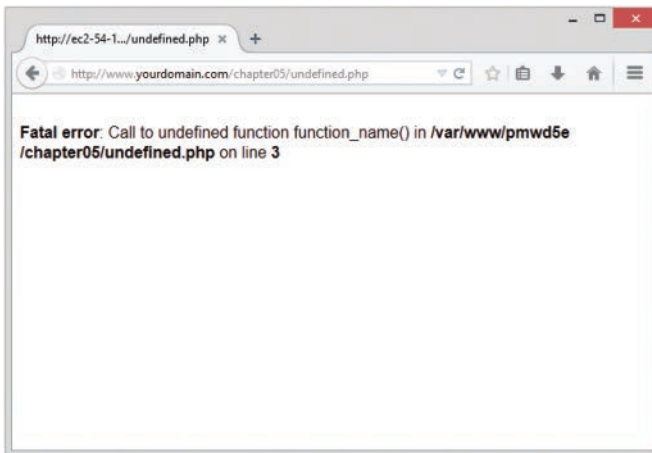 http://ec2-54-1.../undefined.php
http://www.yourdomain.com/chapter05/undefined.php
Fatal error: Call to undefined function function_name() in /var/www/pmwd5e
/chapter05/undefined.php on line 3